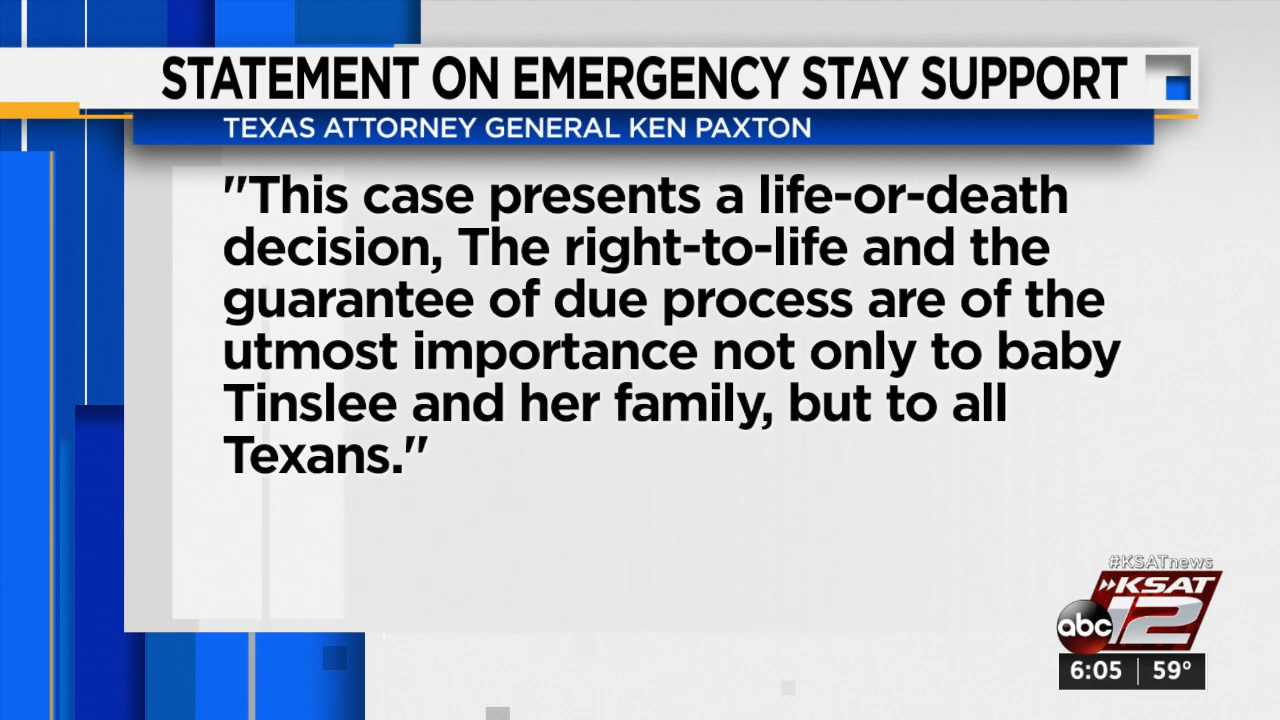 STATEMENT ON EMERGENCY STAY SUPPORT
TEXAS ATTORNEY GENERAL KEN PAXTON
"This case presents a life-or-death
decision, The right-to-life and the
guarantee of due process are of the
utmost importance not only to baby
Tinslee and her family, but to all
Texans."
#KSATnews
KSAT
abc 12
6:05 | 59°